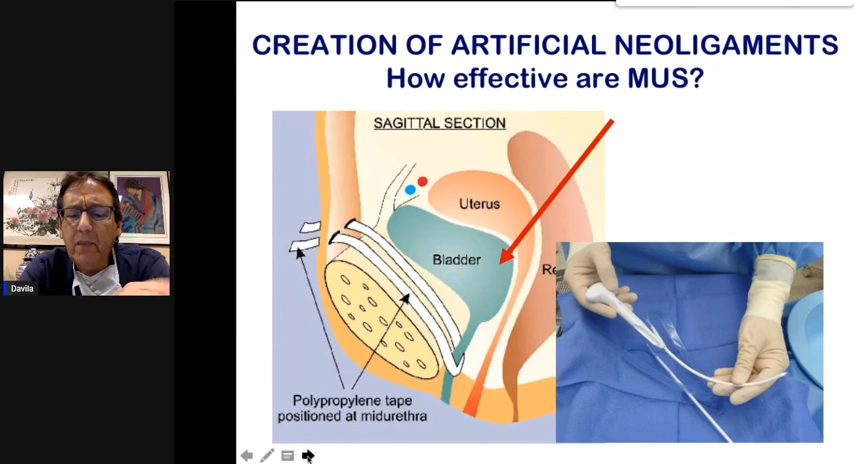 CREATION OF ARTIFICIAL NEOLIGAMENTS
How effective are MUS?
SAGITTAL SECTION
Uterus
Bladder
Re
Polypropylene tape
positioned at midurethra
Davila